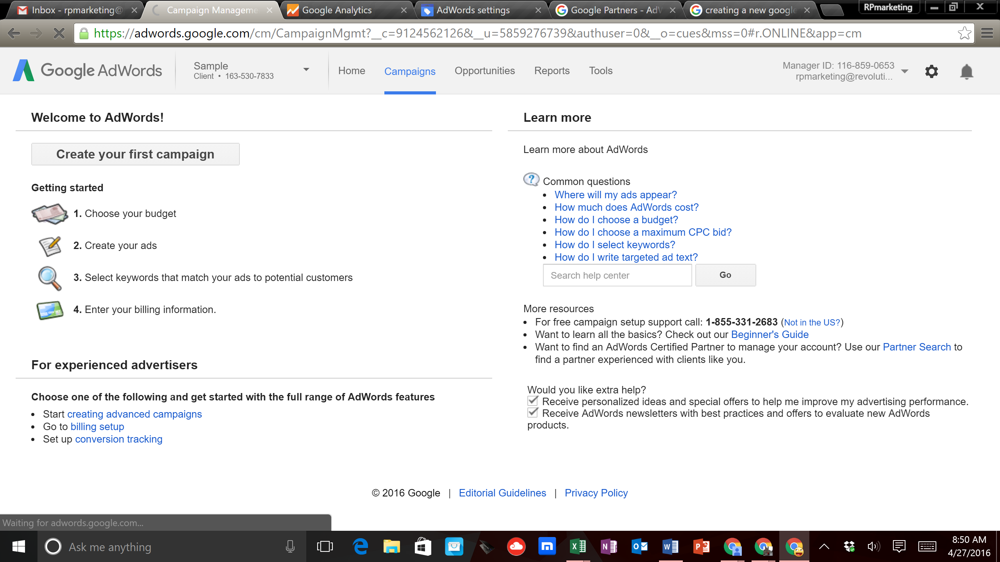 Inbox - rpmarketing@
Campaign Manageme
Google Analytics
AdWords settings
Google Partners - AdW
creating a new google
RPmarketing
https://adwords.google.com/cm/CampaignMgmt?__c=9124562126&__u=5859276739&authuser=0&__o=cues&mss=0#r.ONLINE&app=cm
Google AdWords
Sample
Client • 163-530-7833
Home
Campaigns
Opportunities
Reports
Tools
Manager ID: 116-859-0653
rpmarketing@revoluti...
Welcome to AdWords!
Create your first campaign
Getting started
1. Choose your budget
2. Create your ads
3. Select keywords that match your ads to potential customers
4. Enter your billing information.
For experienced advertisers
Choose one of the following and get started with the full range of AdWords features
• Start creating advanced campaigns
• Go to billing setup
• Set up conversion tracking
Learn more
Learn more about AdWords
Common questions
• Where will my ads appear?
• How much does AdWords cost?
• How do I choose a budget?
• How do I choose a maximum CPC bid?
• How do I select keywords?
• How do I write targeted ad text?
Search help center
Go
More resources
• For free campaign setup support call: 1-855-331-2683 (Not in the US?)
• Want to learn all the basics? Check out our Beginner's Guide
• Want to find an AdWords Certified Partner to manage your account? Use our Partner Search to
find a partner experienced with clients like you.
Would you like extra help?
Receive personalized ideas and special offers to help me improve my advertising performance.
Receive AdWords newsletters with best practices and offers to evaluate new AdWords
products.
© 2016 Google | Editorial Guidelines | Privacy Policy
Waiting for adwords.google.com...
Ask me anything
8:50 AM
4/27/2016